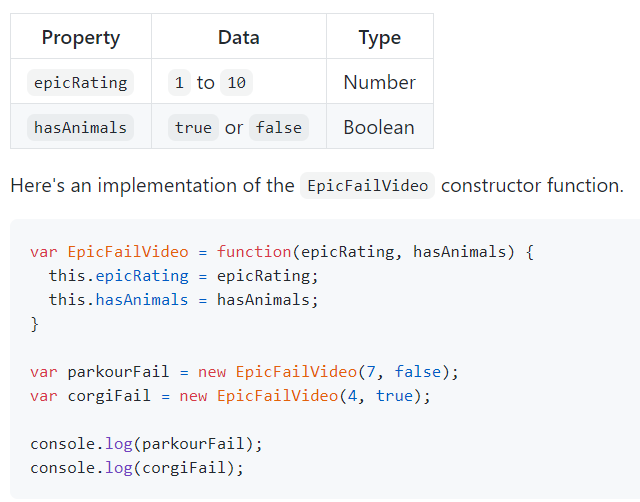 Property Data Type
epicRating 1 to 10 Number
hasAnimals true or false Boolean
Here's an implementation of the EpicFailVideo constructor function.
var EpicFailVideo = function(epicRating, hasAnimals) {
  this.epicRating = epicRating;
  this.hasAnimals = hasAnimals;
}
var parkourFail = new EpicFailVideo(7, false);
var corgiFail = new EpicFailVideo(4, true);
console.log(parkourFail);
console.log(corgiFail);